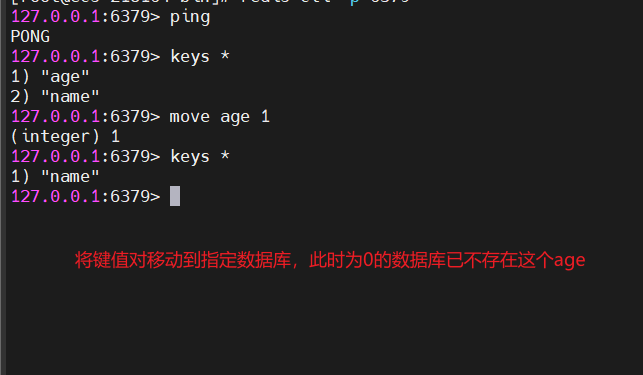 127.0.0.1:6379> ping
PONG
127.0.0.1:6379> keys *
1) "age"
2) "name"
127.0.0.1:6379> move age 1
(integer) 1
127.0.0.1:6379> keys *
1) "name"
127.0.0.1:6379>
将键值对移动到指定数据库，此时为0的数据库已不存在这个age